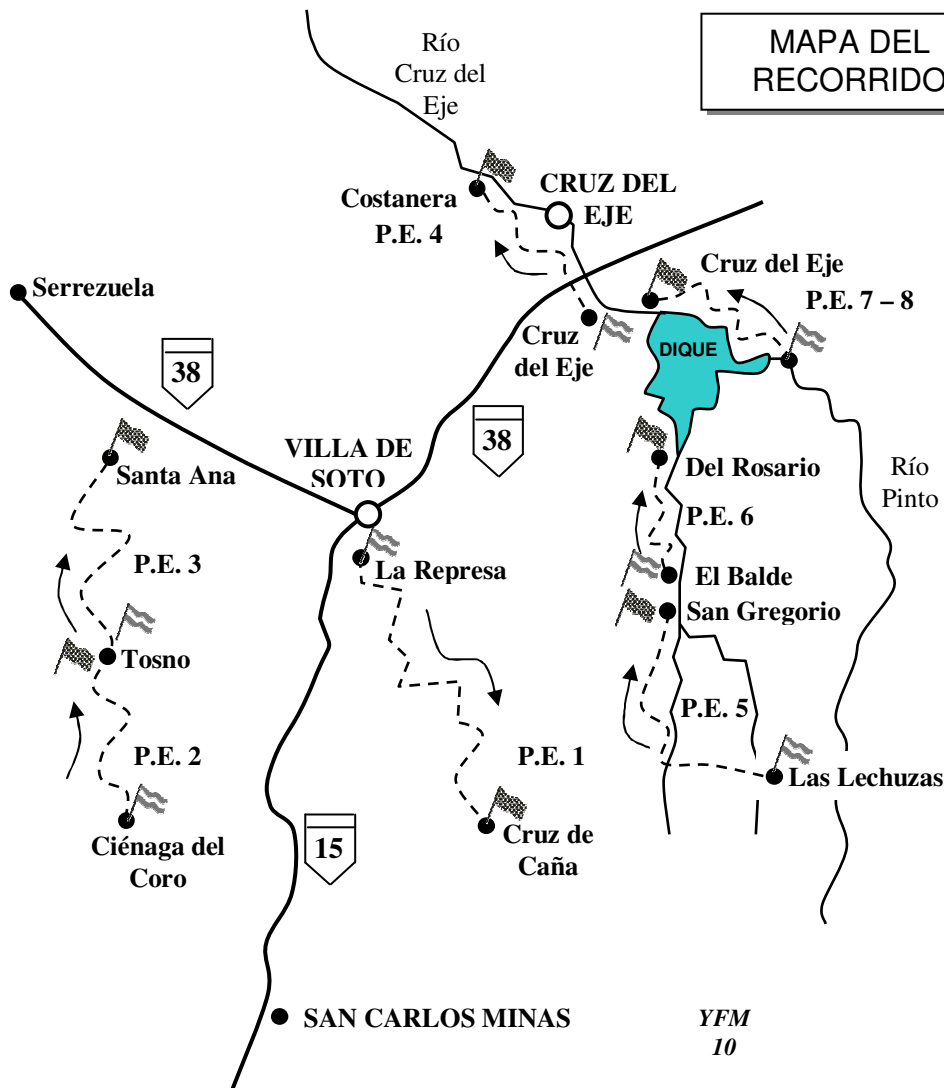 MAPA DEL
RECORRIDO
Río
Cruz del
Eje
CRUZ DEL
EJE
Costanera
P.E. 4
Cruz del Eje
P.E. 7 – 8
Serrezuela
Cruz
del Eje
DIQUE
38
38
VILLA DE
SOTO
Santa Ana
Del Rosario
Río
Pinto
P.E. 6
P.E. 3
La Represa
El Balde
San Gregorio
Tosno
P.E. 5
P.E. 2
P.E. 1
Las Lechuzas
Ciénaga del
Coro
15
Cruz de
Caña
SAN CARLOS MINAS
YFM
10